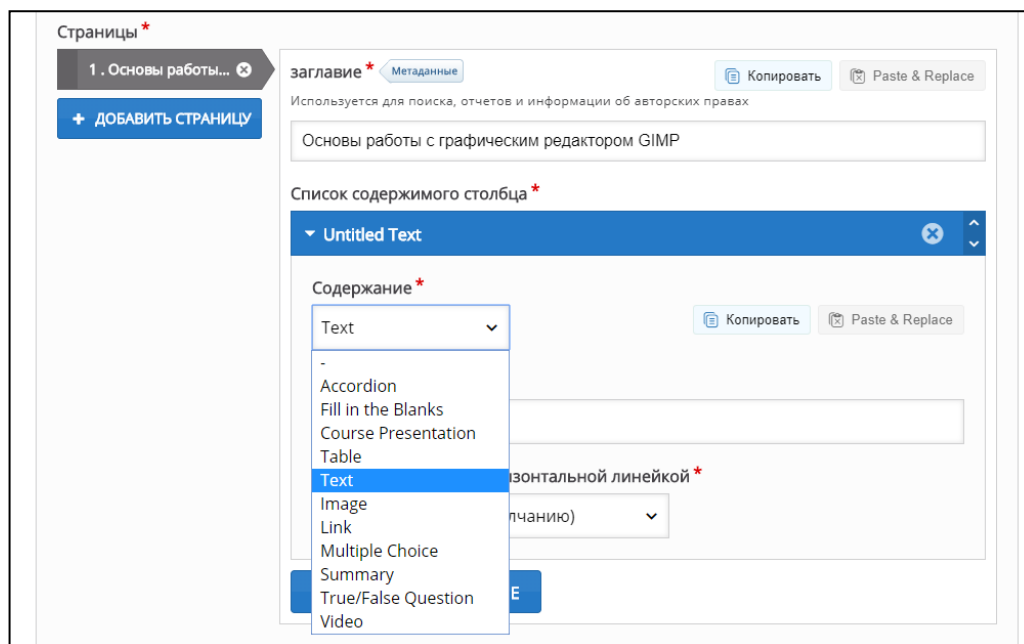 Страницы *
1 . Основы работы...
+ ДОБАВИТЬ СТРАНИЦУ
заглавие * Метаданные
Копировать Paste & Replace
Используется для поиска, отчетов и информации об авторских правах
Основы работы с графическим редактором GIMP
Список содержимого столбца *
Untitled Text
Содержание *
Text
Копировать Paste & Replace
-
Accordion
Fill in the Blanks
Course Presentation
Table
Text
Image
Link
Multiple Choice
Summary
True/False Question
Video
линейкой *